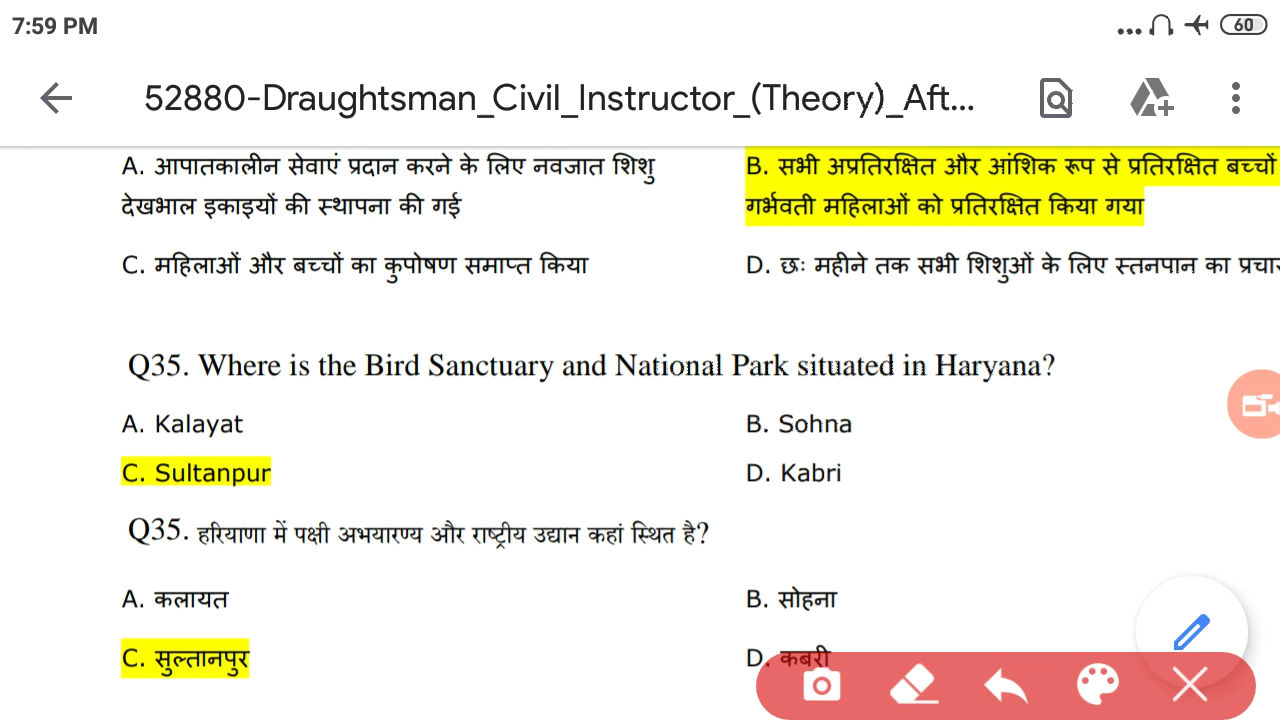 7:59 PM
60
52880-Draughtsman_Civil_Instructor_(Theory)_Aft...
A. आपातकालीन सेवाएं प्रदान करने के लिए नवजात शिशु
देखभाल इकाइयों की स्थापना की गई
B. सभी अप्रतिरक्षित और आंशिक रूप से प्रतिरक्षित बच्चों
गर्भवती महिलाओं को प्रतिरक्षित किया गया
C. महिलाओं और बच्चों का कुपोषण समाप्त किया
D. छः महीने तक सभी शिशुओं के लिए स्तनपान का
Q35. Where is the Bird Sanctuary and National Park situated in Haryana?
A. Kalayat
B. Sohna
C. Sultanpur
D. Kabri
Q35. हरियाणा में पक्षी अभयारण्य और राष्ट्रीय उद्यान कहां स्थित है?
A. कलायत
B. सोहना
C. सुल्तानपुर
D. कबरी